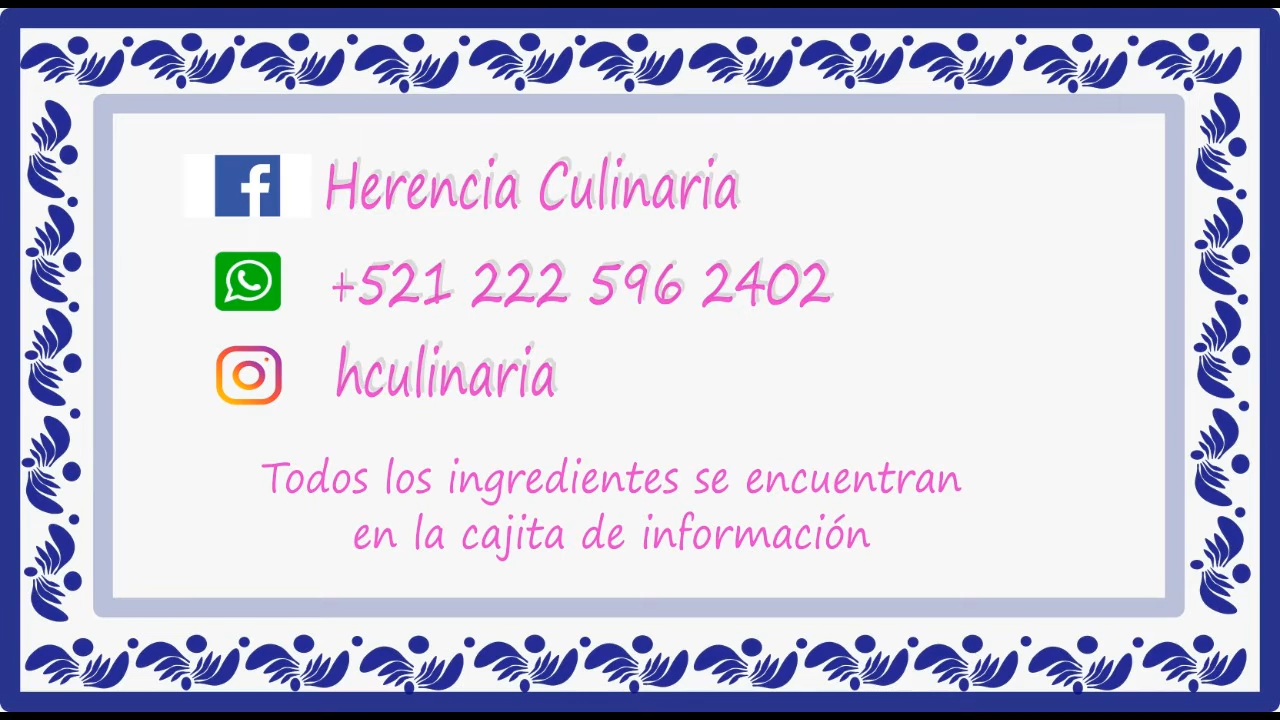 Herencia Culinaria
+521 222 596 2402
hculinaria
Todos los ingredientes se encuentran
en la cajita de información